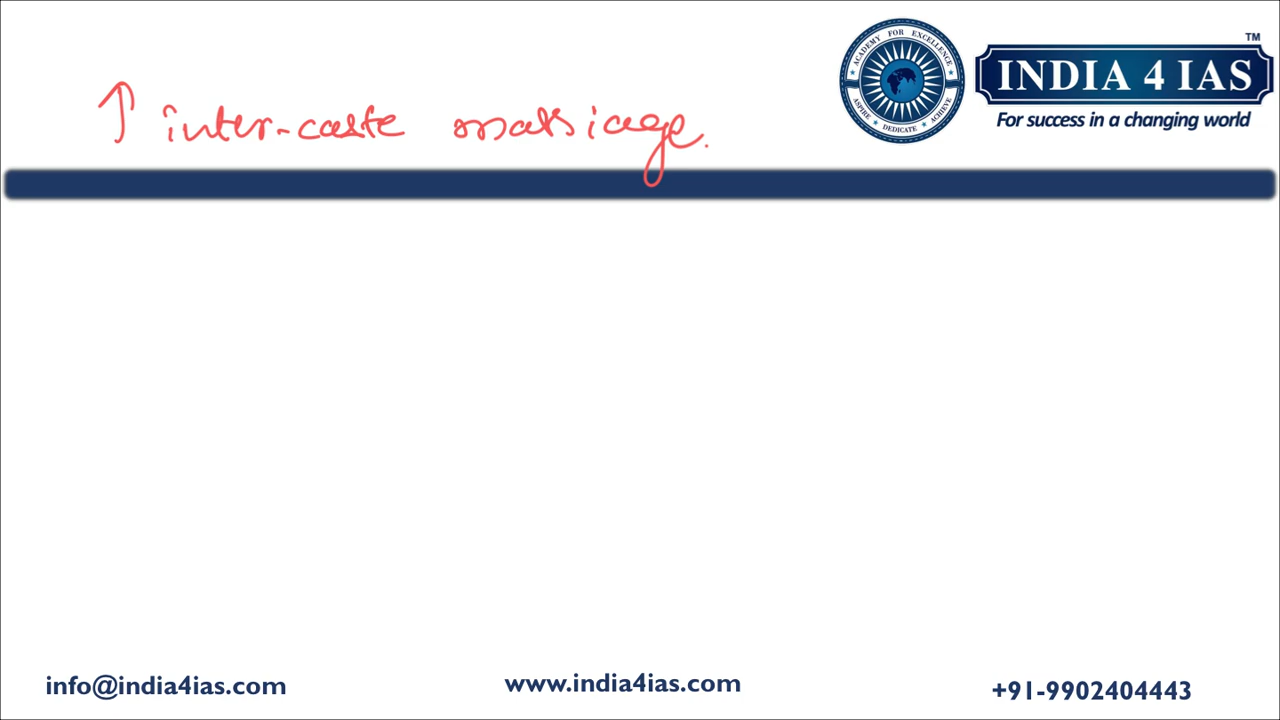 ACADEMY FOR EXCELLENCE
ASPIRE DEDICATE ACHIEVE
TM
INDIA 4 IAS
For success in a changing world
↑ inter-caste marriage.
info@india4ias.com
www.india4ias.com
+91-9902404443